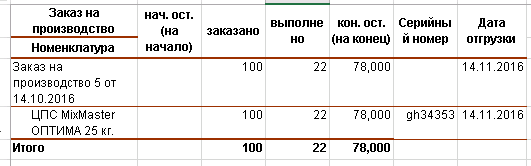 Заказ на производство нач. ост. (на начало) заказано выполнено кон. ост. (на конец) Серийный номер Дата отгрузки
Номенклатура
Заказ на производство 5 от 14.10.2016 100 22 78,000 14.11.2016
ЦПС MixMaster ОПТИМА 25 кг. 100 22 78,000 gh34353 14.11.2016
Итого 100 22 78,000